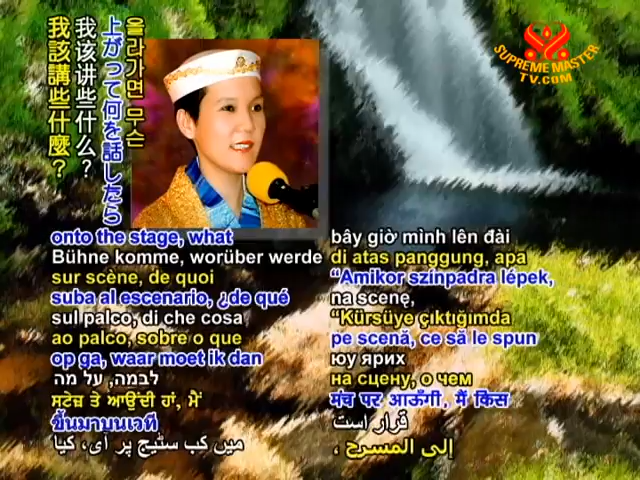 我該講些什麼？
我该讲些什么？
上がって何を話したら
올라가면 무슨
SUPREME MASTER
TV.COM
onto the stage, what
Bühne komme, worüber werde
sur scène, de quoi
suba al escenario, ¿de qué
sul palco, di che cosa
ao palco, sobre o que
op ga, waar moet ik dan
לבמה, על מה
ਸਟੇਜ਼ ਤੇ ਆਉਂਦੀ ਹਾਂ, ਮੈਂ
ขึ้นมาบนเวที
میں کب سٹیج پر آی، کیا
bây giờ mình lên đài
di atas panggung, apa
“Amikor színpadra lépek,
na scenę,
“Kürsüye çıktığımda
pe scenă, ce să le spun
юу ярих
на сцену, о чем
मंच पर आऊँगी, मैं किस
قرار است
إلى المسرح ،